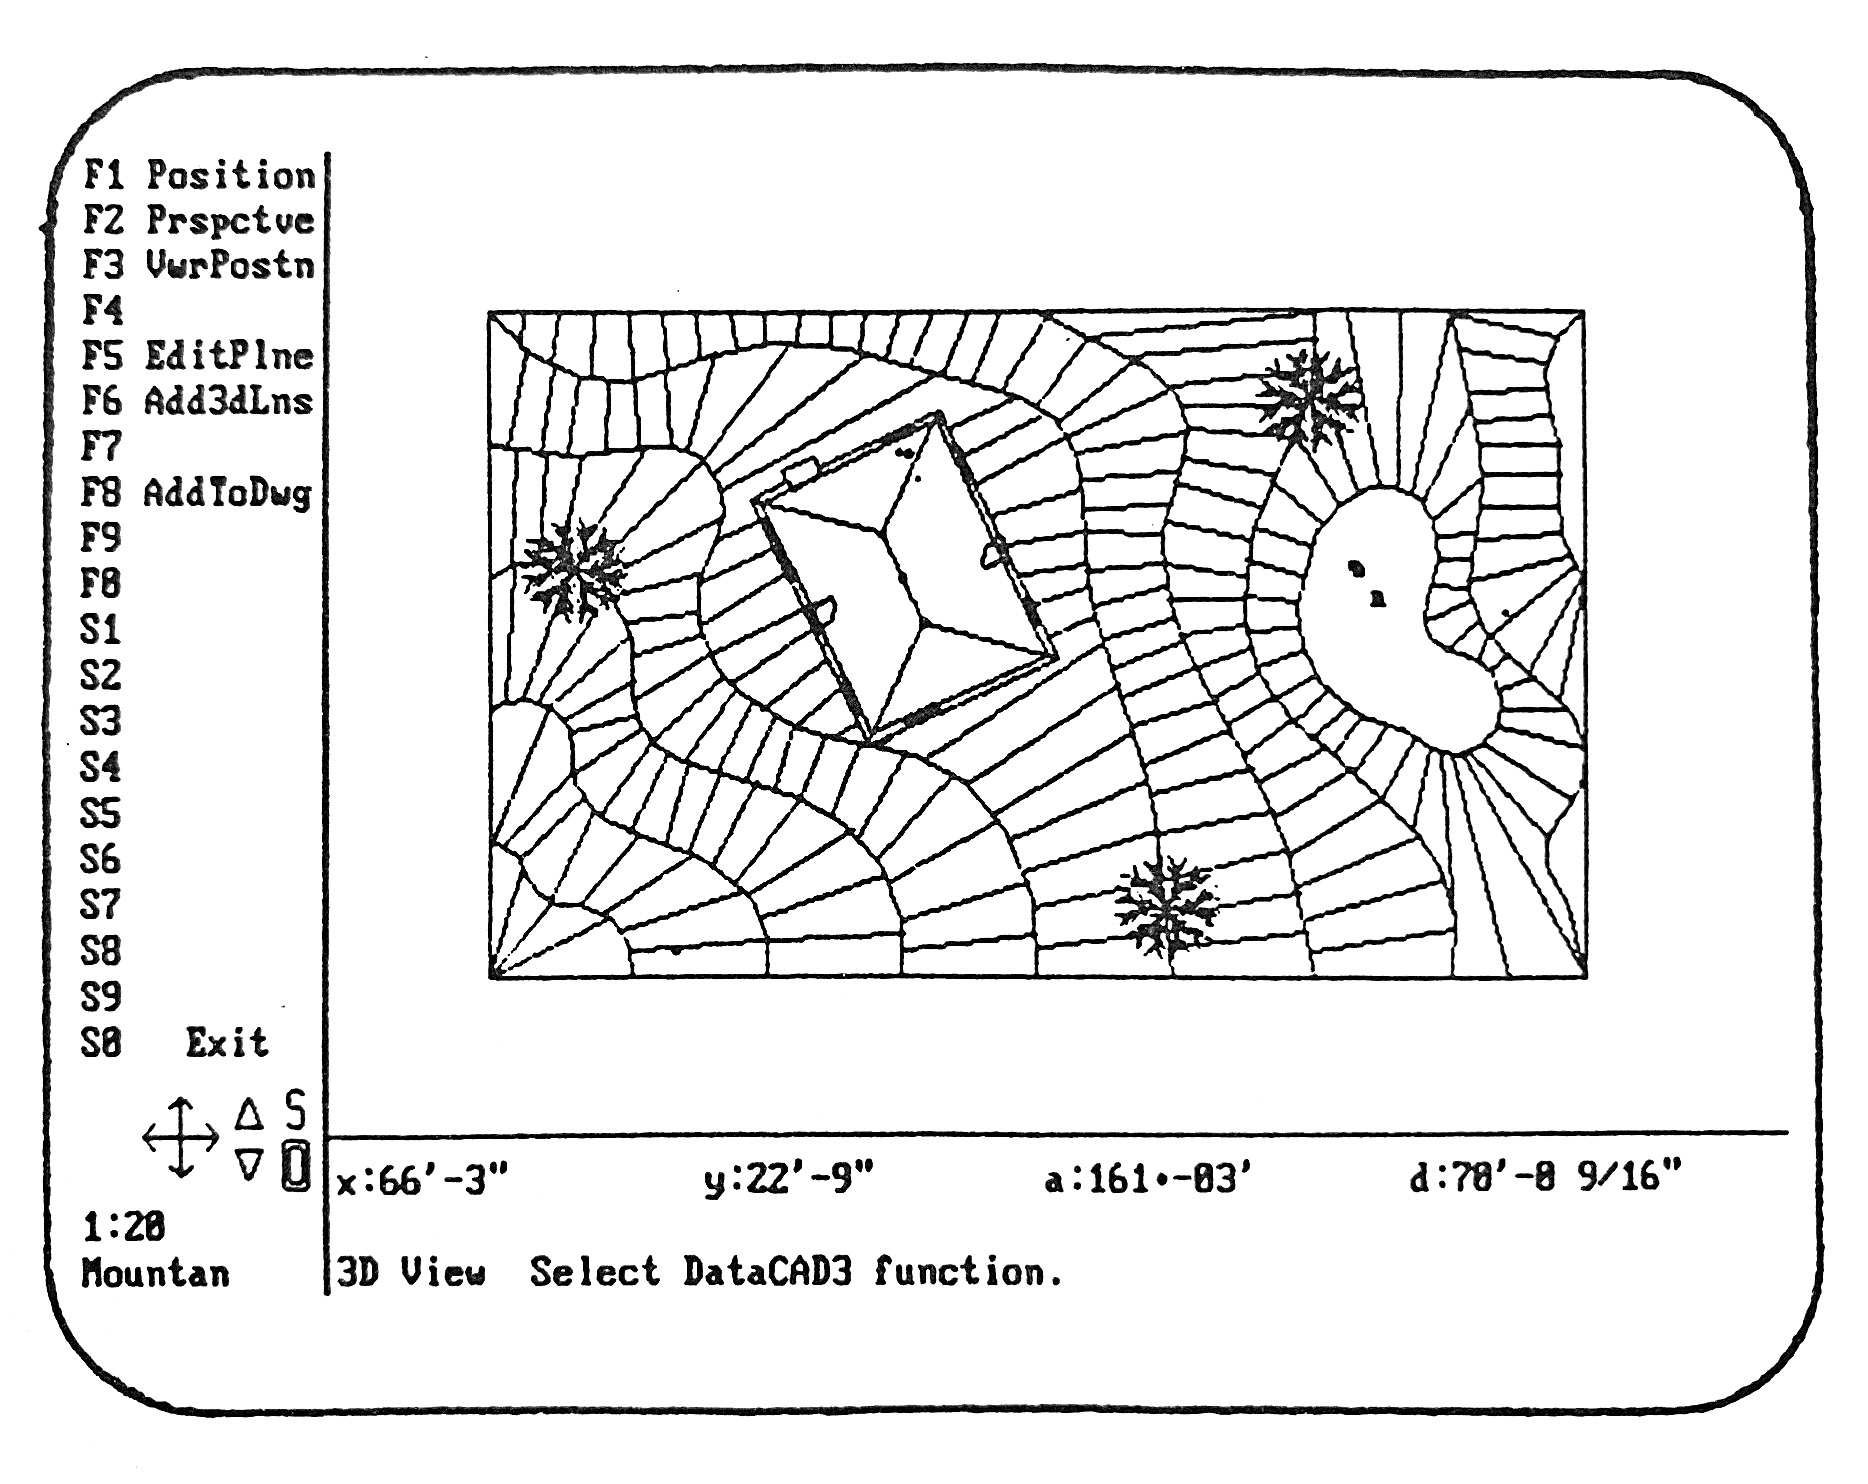 F1 Position
F2 Prspctve
F3 VwrPostn
F4
F5 EditPlne
F6 Add3dLns
F7
F8 AddToDwg
F9
F0
S1
S2
S3
S4
S5
S6
S7
S8
S9
S0 Exit
S
O
x:66'-3" y:22'-9" a:161•-03' d:70'-0 9/16"
1:20
Mountan
3D View Select DataCAD3 function.